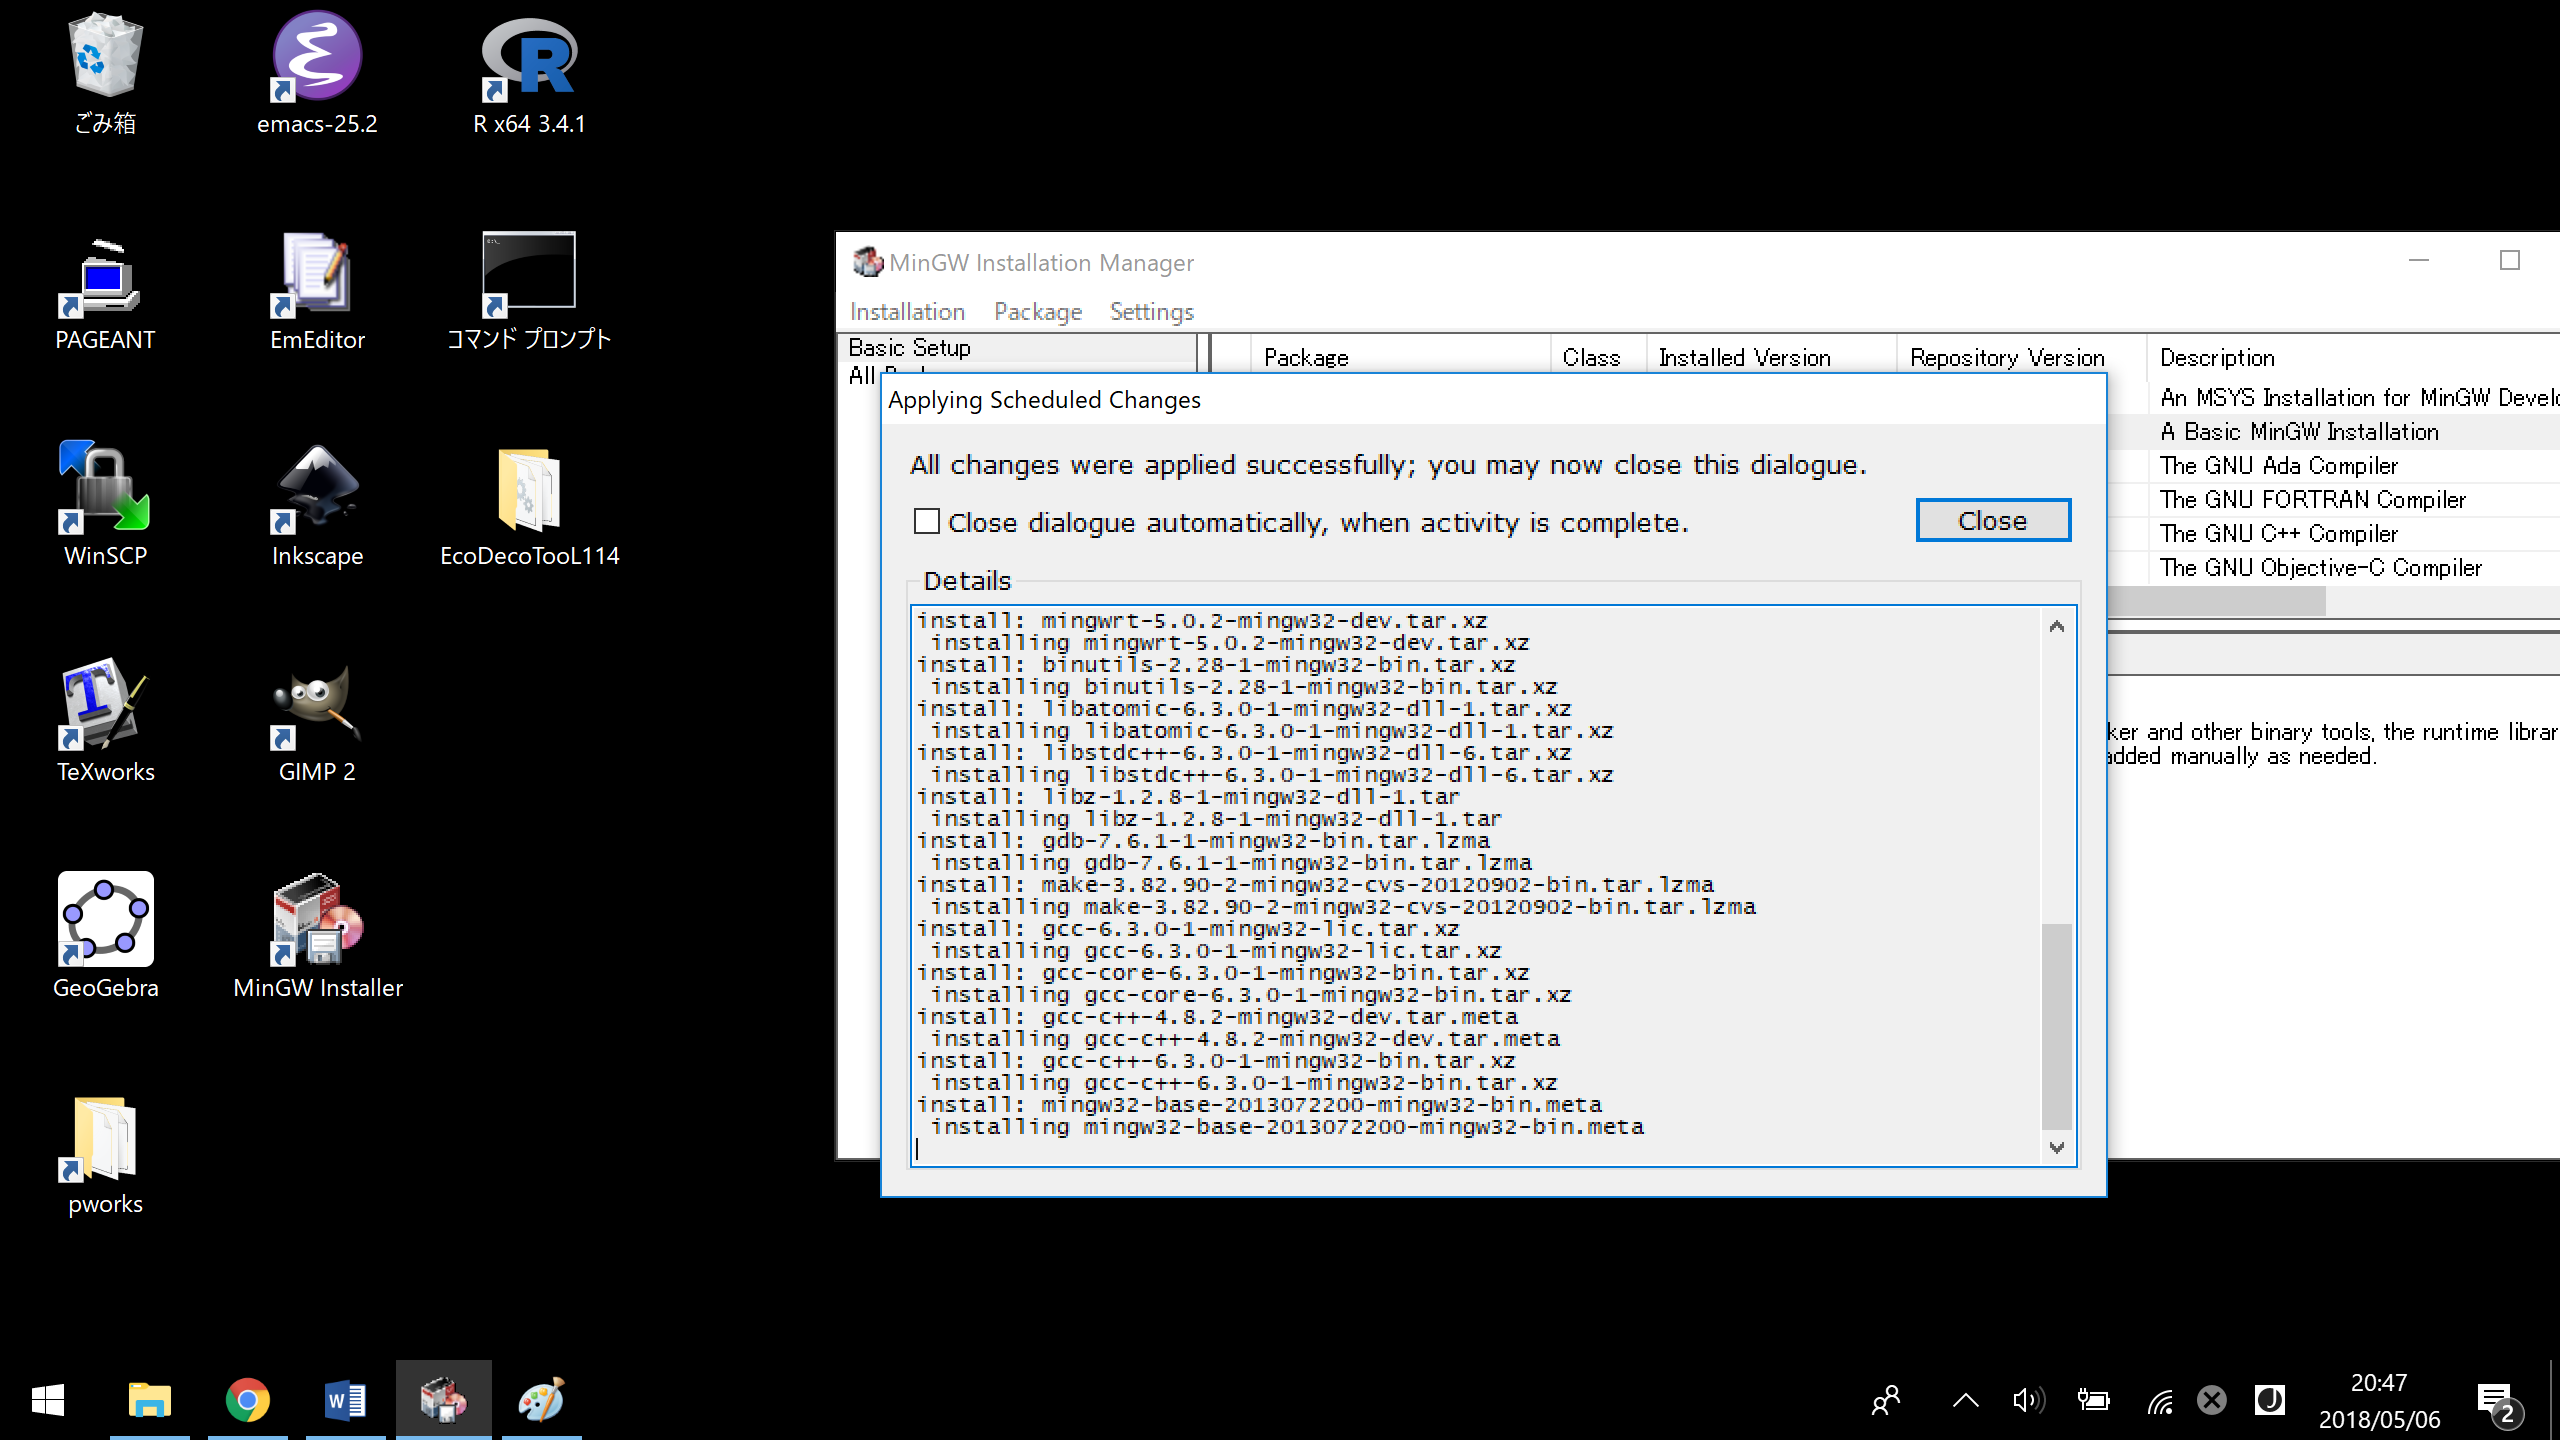 ごみ箱
emacs-25.2
R x64 3.4.1
PAGEANT
EmEditor
コマンド プロンプト
WinSCP
Inkscape
EcoDecoTooL114
TeXworks
GIMP 2
GeoGebra
MinGW Installer
pworks
MinGW Installation Manager
Installation Package Settings
Basic Setup
All
Package Class Installed Version Repository Version Description
An MSYS Installation for MinGW Develo
A Basic MinGW Installation
The GNU Ada Compiler
The GNU FORTRAN Compiler
The GNU C++ Compiler
The GNU Objective-C Compiler
ker and other binary tools, the runtime librar
added manually as needed.
Applying Scheduled Changes
All changes were applied successfully; you may now close this dialogue.
Close dialogue automatically, when activity is complete.
Close
Details
install: mingwrt-5.0.2-mingw32-dev.tar.xz
installing mingwrt-5.0.2-mingw32-dev.tar.xz
install: binutils-2.28-1-mingw32-bin.tar.xz
installing binutils-2.28-1-mingw32-bin.tar.xz
install: libatomic-6.3.0-1-mingw32-dll-1.tar.xz
installing libatomic-6.3.0-1-mingw32-dll-1.tar.xz
install: libstdc++-6.3.0-1-mingw32-dll-6.tar.xz
installing libstdc++-6.3.0-1-mingw32-dll-6.tar.xz
install: libz-1.2.8-1-mingw32-dll-1.tar
installing libz-1.2.8-1-mingw32-dll-1.tar
install: gdb-7.6.1-1-mingw32-bin.tar.lzma
installing gdb-7.6.1-1-mingw32-bin.tar.lzma
install: make-3.82.90-2-mingw32-cvs-20120902-bin.tar.lzma
installing make-3.82.90-2-mingw32-cvs-20120902-bin.tar.lzma
install: gcc-6.3.0-1-mingw32-lic.tar.xz
installing gcc-6.3.0-1-mingw32-lic.tar.xz
install: gcc-core-6.3.0-1-mingw32-bin.tar.xz
installing gcc-core-6.3.0-1-mingw32-bin.tar.xz
install: gcc-c++-4.8.2-mingw32-dev.tar.meta
installing gcc-c++-4.8.2-mingw32-dev.tar.meta
install: gcc-c++-6.3.0-1-mingw32-bin.tar.xz
installing gcc-c++-6.3.0-1-mingw32-bin.tar.xz
install: mingw32-base-2013072200-mingw32-bin.meta
installing mingw32-base-2013072200-mingw32-bin.meta
20:47
2018/05/06
2